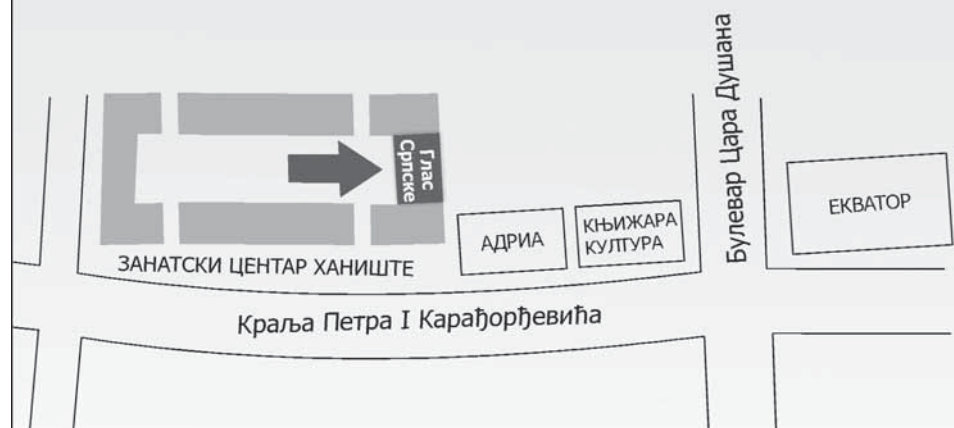 Глас
Српске
АДРИА
КЊИЖАРА
КУЛТУРА
Булевар Цара Душана
ЕКВАТОР
ЗАНАТСКИ ЦЕНТАР ХАНИШТЕ
Краља Петра I Карађорђевића